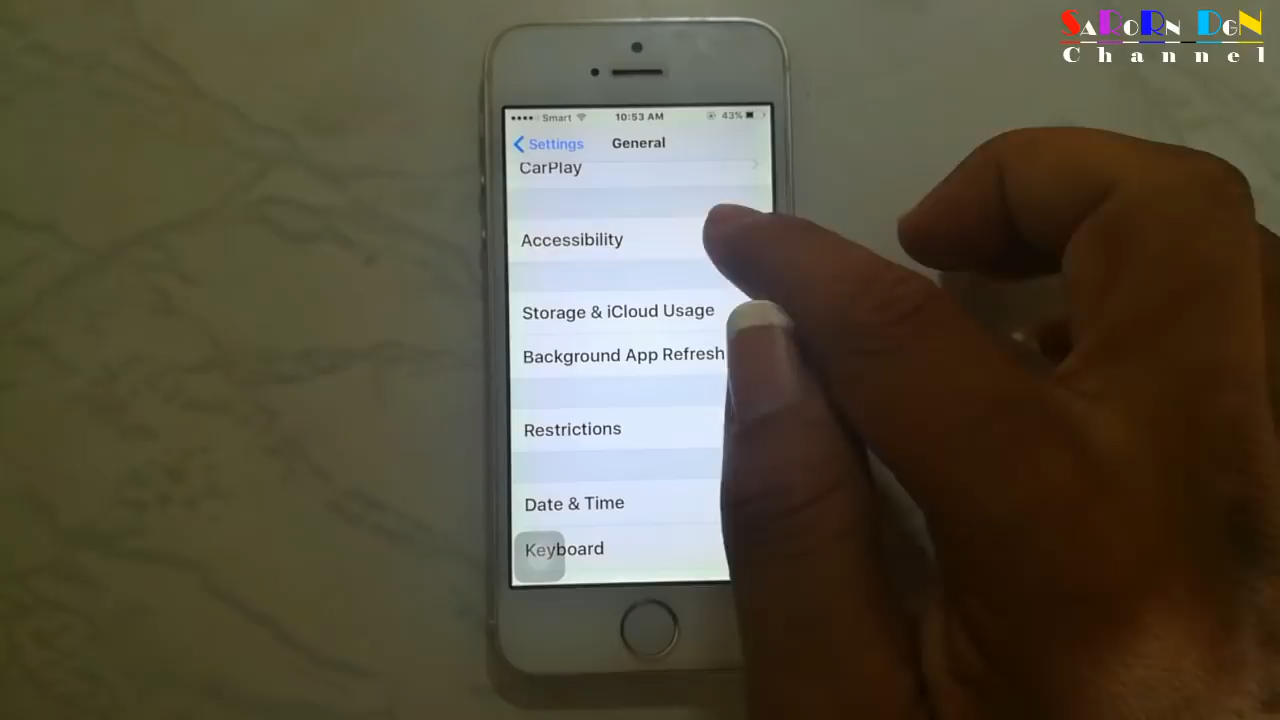 SaRoRn DgN
Channel
Smart 10:53 AM 43%
Settings General
CarPlay
Accessibility
Storage & iCloud Usage
Background App Refresh
Restrictions
Date & Time
Keyboard